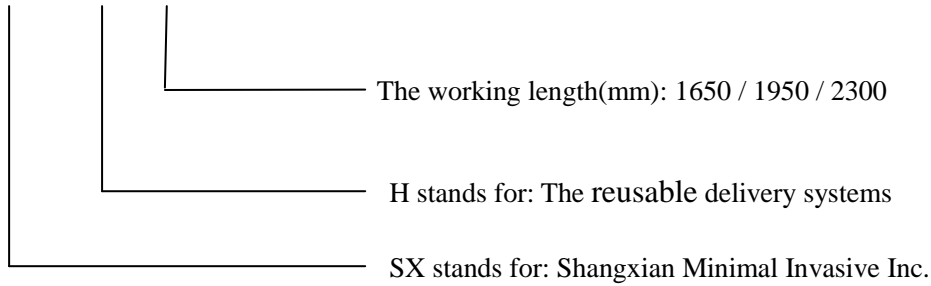 The working length(mm): 1650 / 1950 / 2300
H stands for: The reusable delivery systems
SX stands for: Shangxian Minimal Invasive Inc.